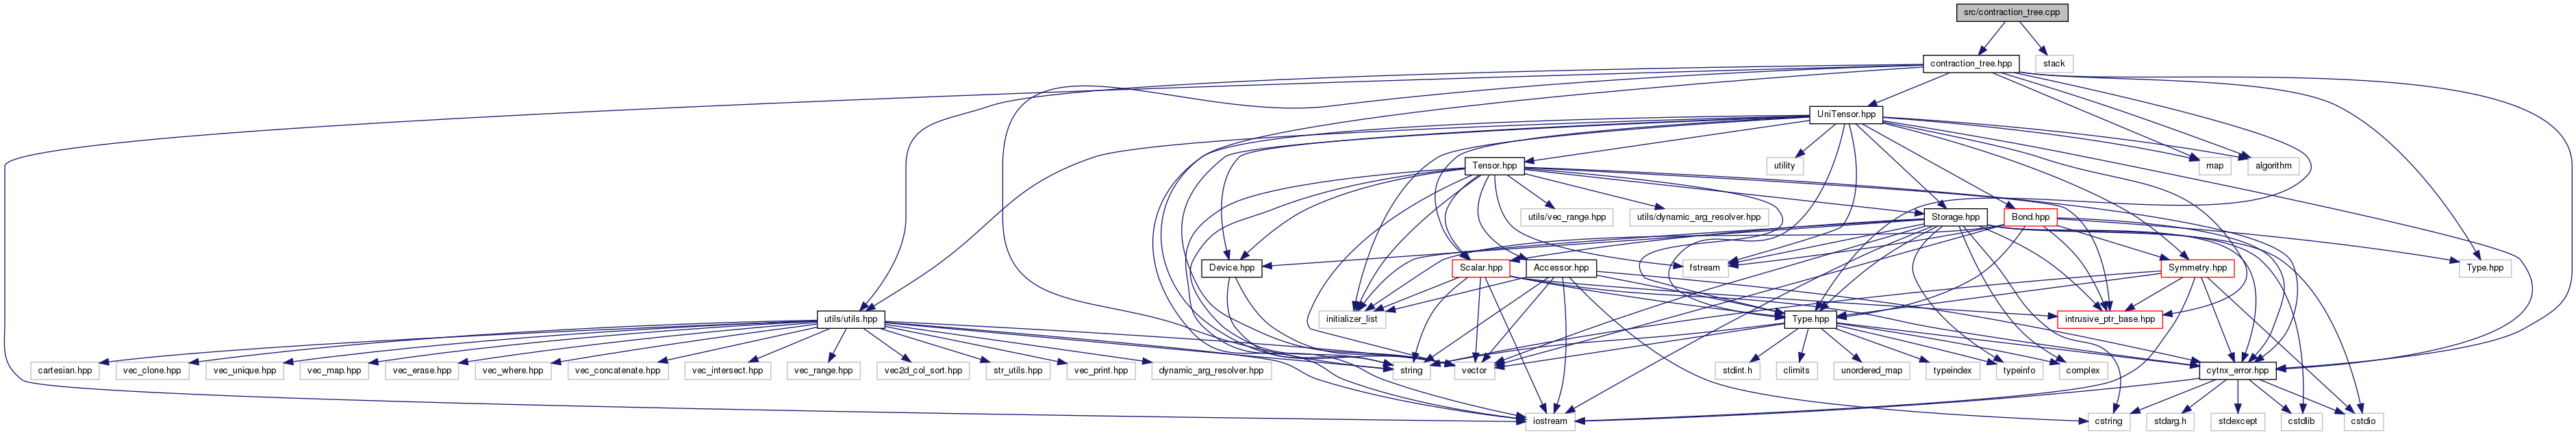 src/contraction_tree.cpp
contraction_tree.hpp
stack
UniTensor.hpp
Tensor.hpp
utility
map
algorithm
utils/vec_range.hpp
utils/dynamic_arg_resolver.hpp
Storage.hpp
Bond.hpp
Device.hpp
Scalar.hpp
Accessor.hpp
fstream
Symmetry.hpp
Type.hpp
utils/utils.hpp
initializer_list
Type.hpp
intrusive_ptr_base.hpp
cartesian.hpp
vec_clone.hpp
vec_unique.hpp
vec_map.hpp
vec_erase.hpp
vec_where.hpp
vec_concatenate.hpp
vec_intersect.hpp
vec_range.hpp
vec2d_col_sort.hpp
str_utils.hpp
vec_print.hpp
dynamic_arg_resolver.hpp
string
vector
stdint.h
climits
unordered_map
typeindex
typeinfo
complex
cytnx_error.hpp
iostream
cstring
stdarg.h
stdexcept
cstdlib
cstdio